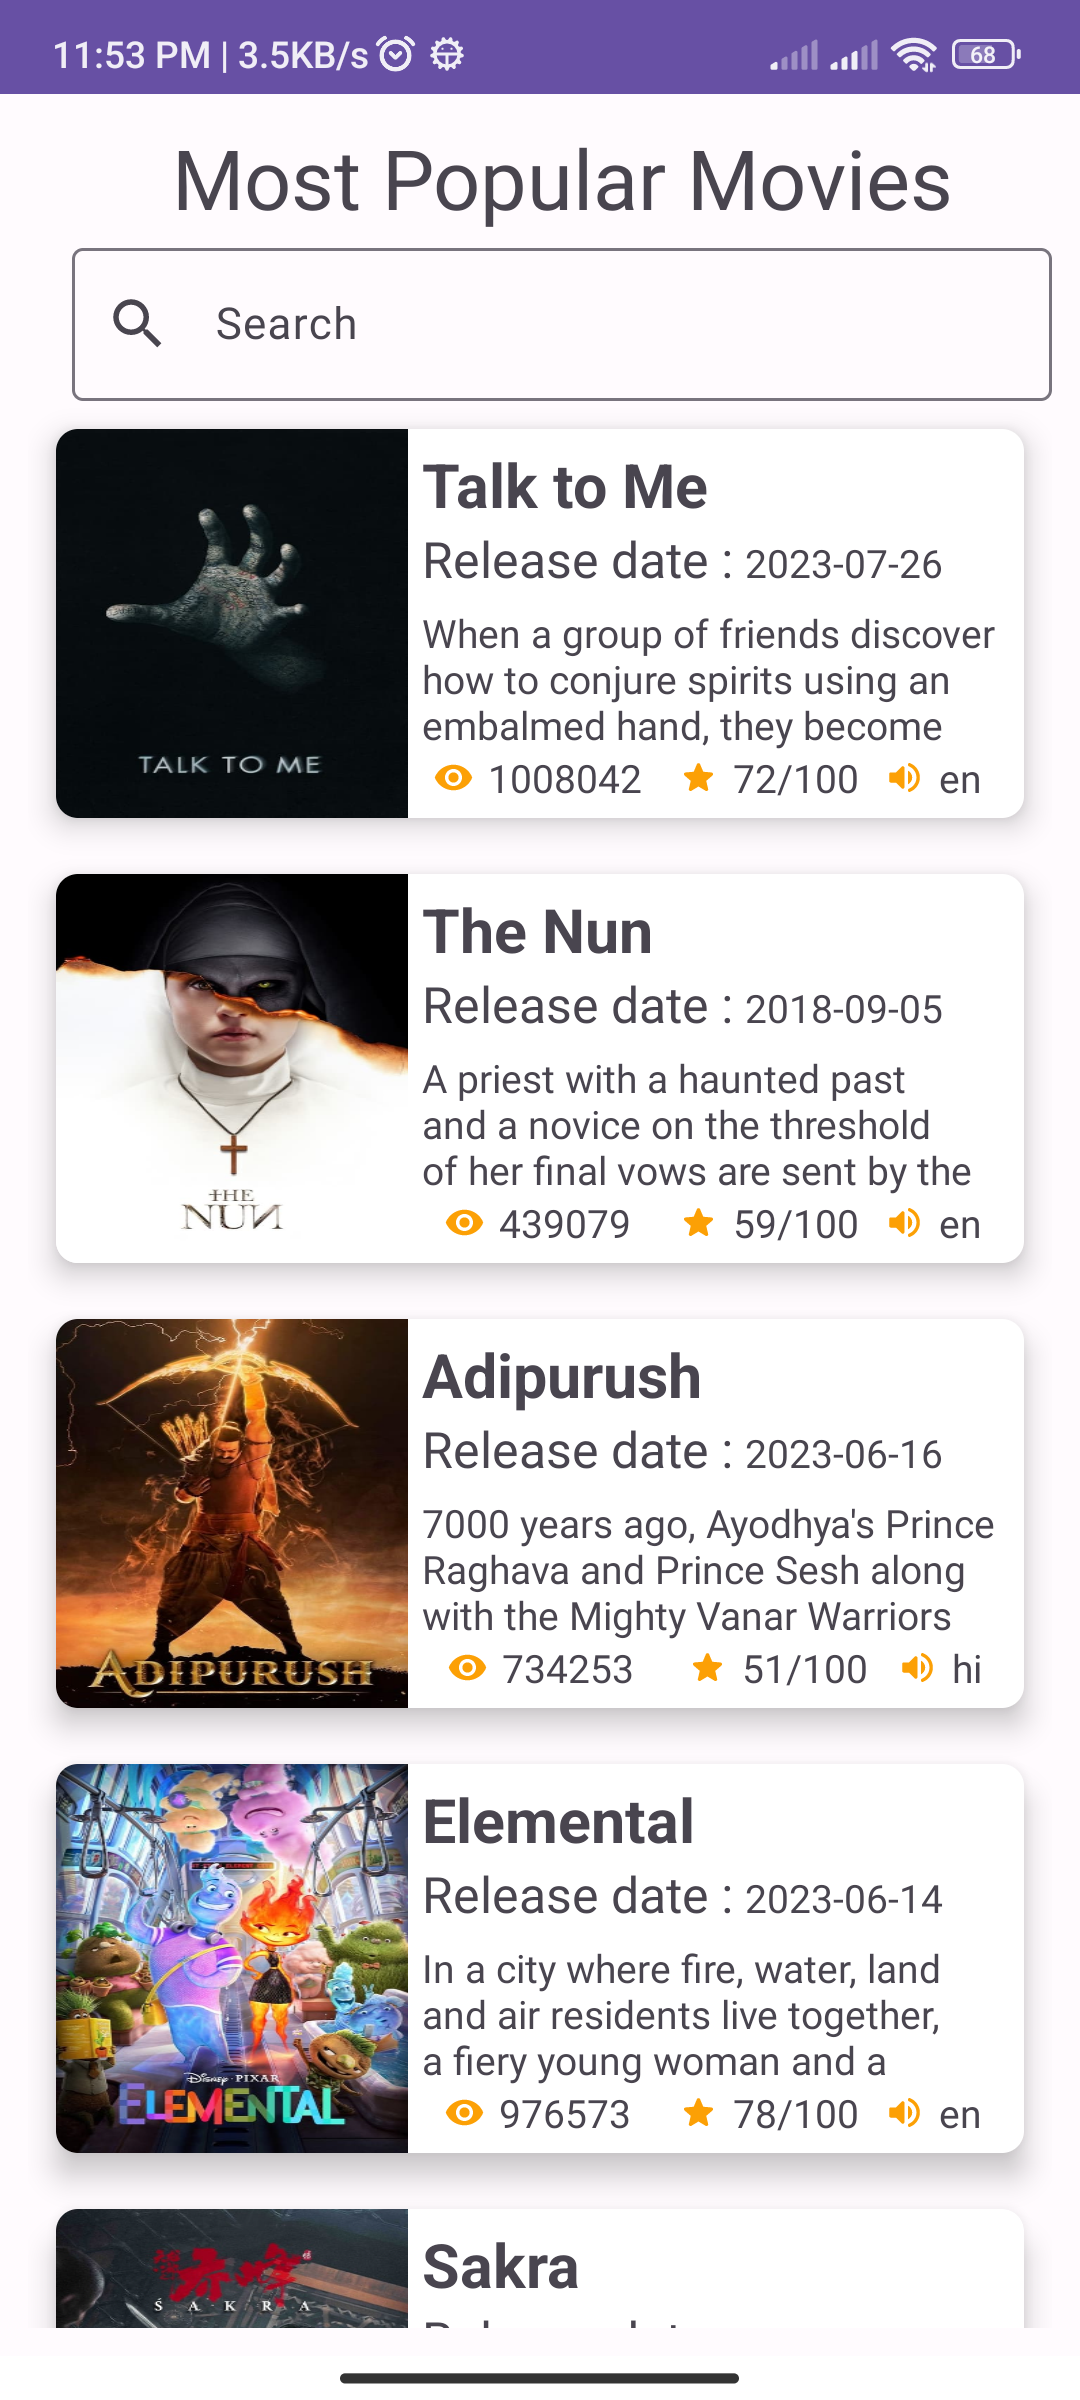 11:53 PM | 3.5KB/s
68
Most Popular Movies
Search
TALK TO ME
Talk to Me
Release date : 2023-07-26
When a group of friends discover
how to conjure spirits using an
embalmed hand, they become
1008042 72/100 en
THE
NUN
The Nun
Release date : 2018-09-05
A priest with a haunted past
and a novice on the threshold
of her final vows are sent by the
439079 59/100 en
ADIPURUSH
Adipurush
Release date : 2023-06-16
7000 years ago, Ayodhya's Prince
Raghava and Prince Sesh along
with the Mighty Vanar Warriors
734253 51/100 hi
DISNEY · PIXAR
ELEMENTAL
Elemental
Release date : 2023-06-14
In a city where fire, water, land
and air residents live together,
a fiery young woman and a
976573 78/100 en
SAKRA
Sakra